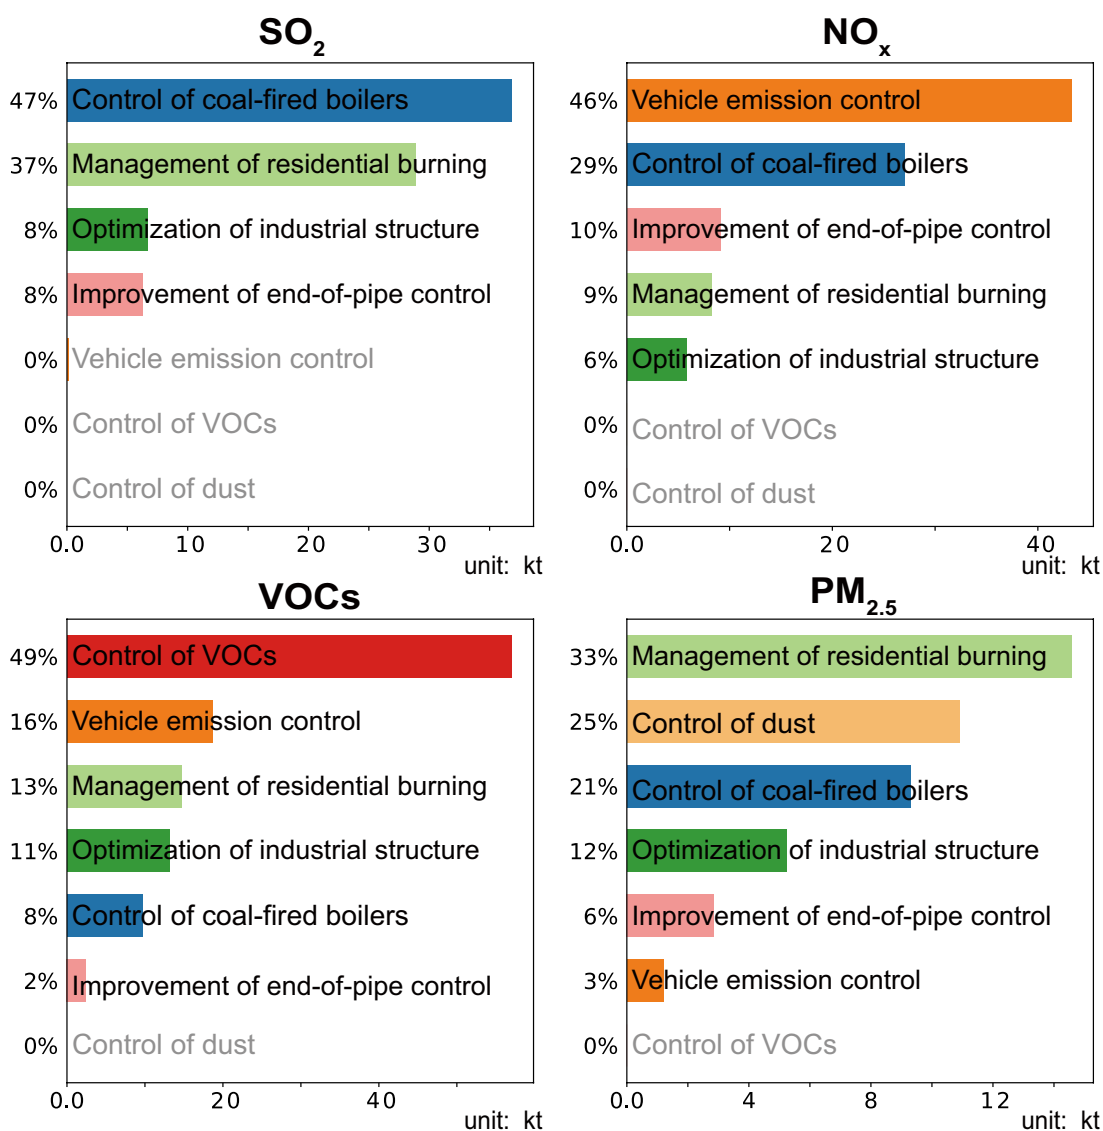 SO2
47% Control of coal-fired boilers
37% Management of residential burning
8% Optimization of industrial structure
8% Improvement of end-of-pipe control
0% Vehicle emission control
0% Control of VOCs
0% Control of dust
0.0 10 20 30
unit: kt
NOx
46% Vehicle emission control
29% Control of coal-fired boilers
10% Improvement of end-of-pipe control
9% Management of residential burning
6% Optimization of industrial structure
0% Control of VOCs
0% Control of dust
0.0 20 40
unit: kt
VOCs
49% Control of VOCs
16% Vehicle emission control
13% Management of residential burning
11% Optimization of industrial structure
8% Control of coal-fired boilers
2% Improvement of end-of-pipe control
0% Control of dust
0.0 20 40
unit: kt
PM2.5
33% Management of residential burning
25% Control of dust
21% Control of coal-fired boilers
12% Optimization of industrial structure
6% Improvement of end-of-pipe control
3% Vehicle emission control
0% Control of VOCs
0.0 4 8 12
unit: kt